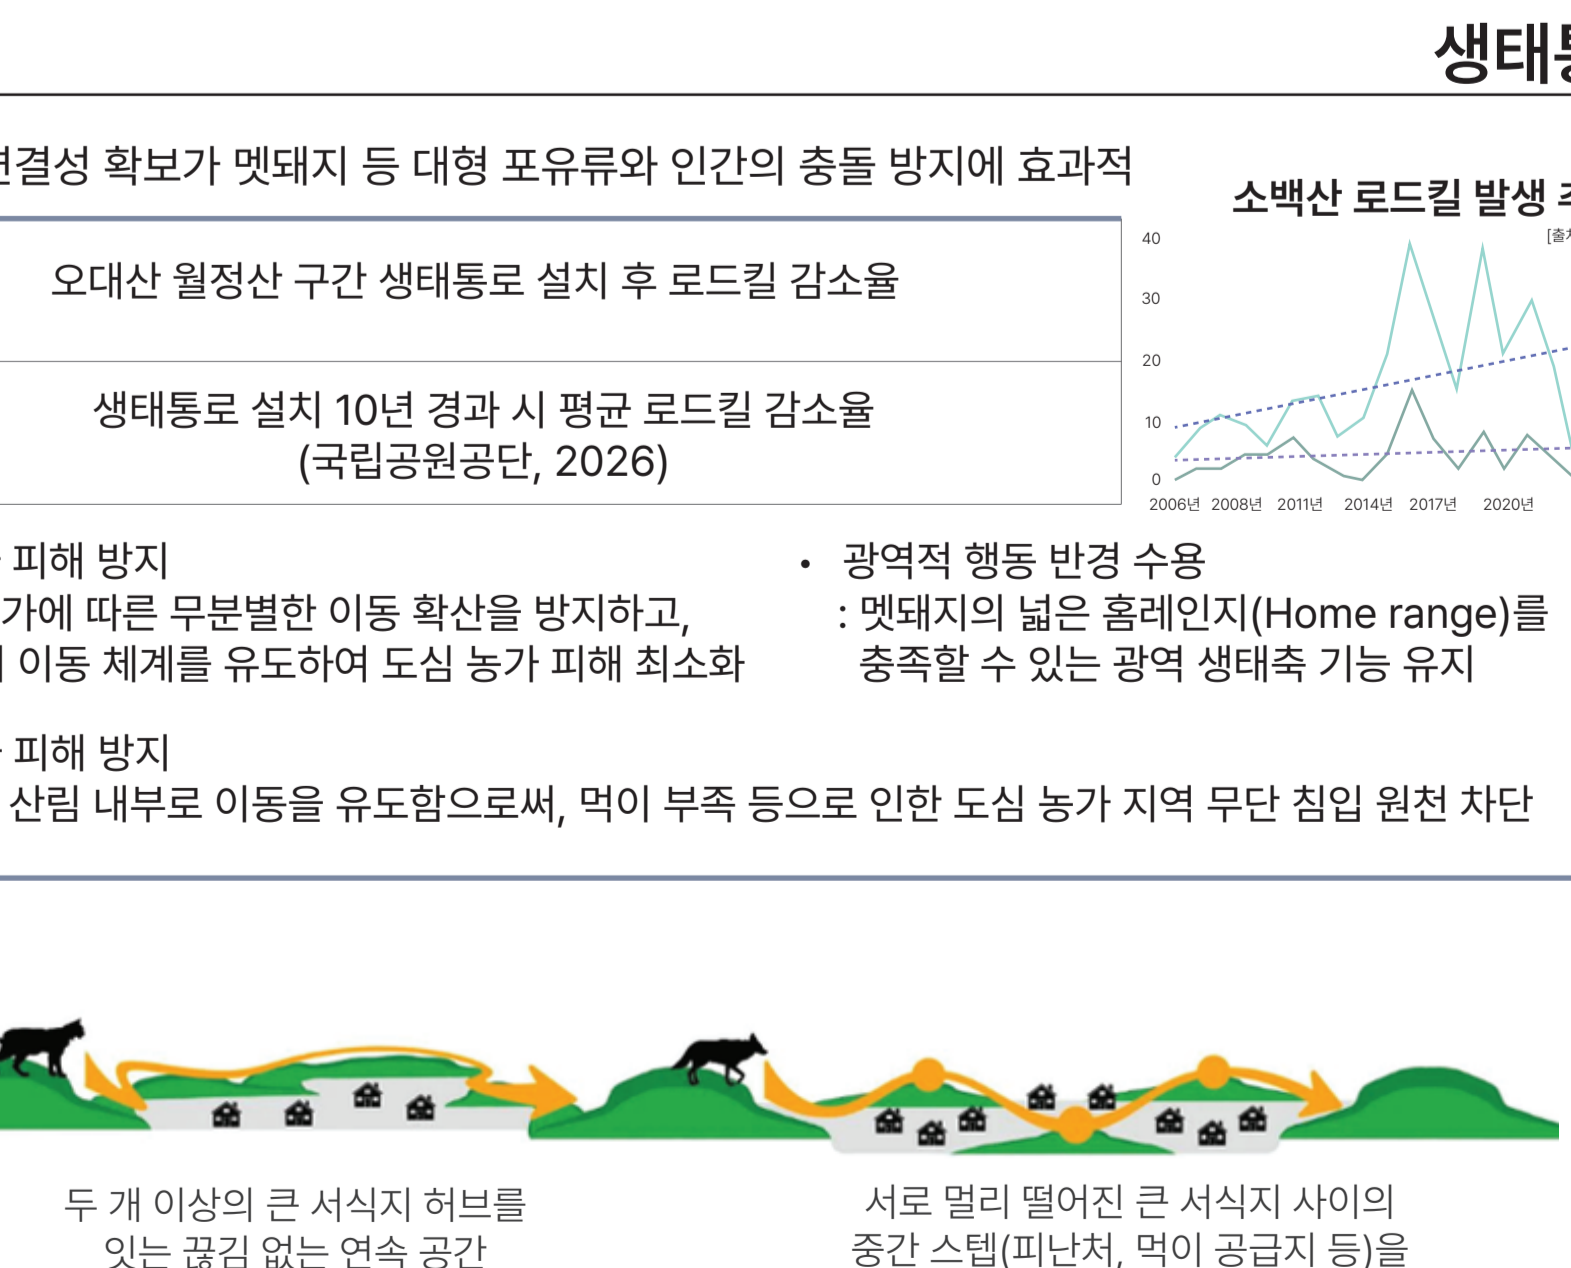 생태
연결성 확보가 멧돼지 등 대형 포유류와 인간의 충돌 방지에 효과적
소백산 로드킬 발생
[출처
오대산 월정산 구간 생태통로 설치 후 로드킬 감소율
생태통로 설치 10년 경과 시 평균 로드킬 감소율
(국립공원공단, 2026)
40
30
20
10
0
2006년 2008년 2011년 2014년 2017년 2020년
피해 방지
가에 따른 무분별한 이동 확산을 방지하고,
이동 체계를 유도하여 도심 농가 피해 최소화
• 광역적 행동 반경 수용
: 멧돼지의 넓은 홈레인지(Home range)를
충족할 수 있는 광역 생태축 기능 유지
피해 방지
산림 내부로 이동을 유도함으로써, 먹이 부족 등으로 인한 도심 농가 지역 무단 침입 원천 차단
두 개 이상의 큰 서식지 허브를
잇는 끊김 없는 연속 공간
서로 멀리 떨어진 큰 서식지 사이의
중간 스텝(피난처, 먹이 공급지 등)을